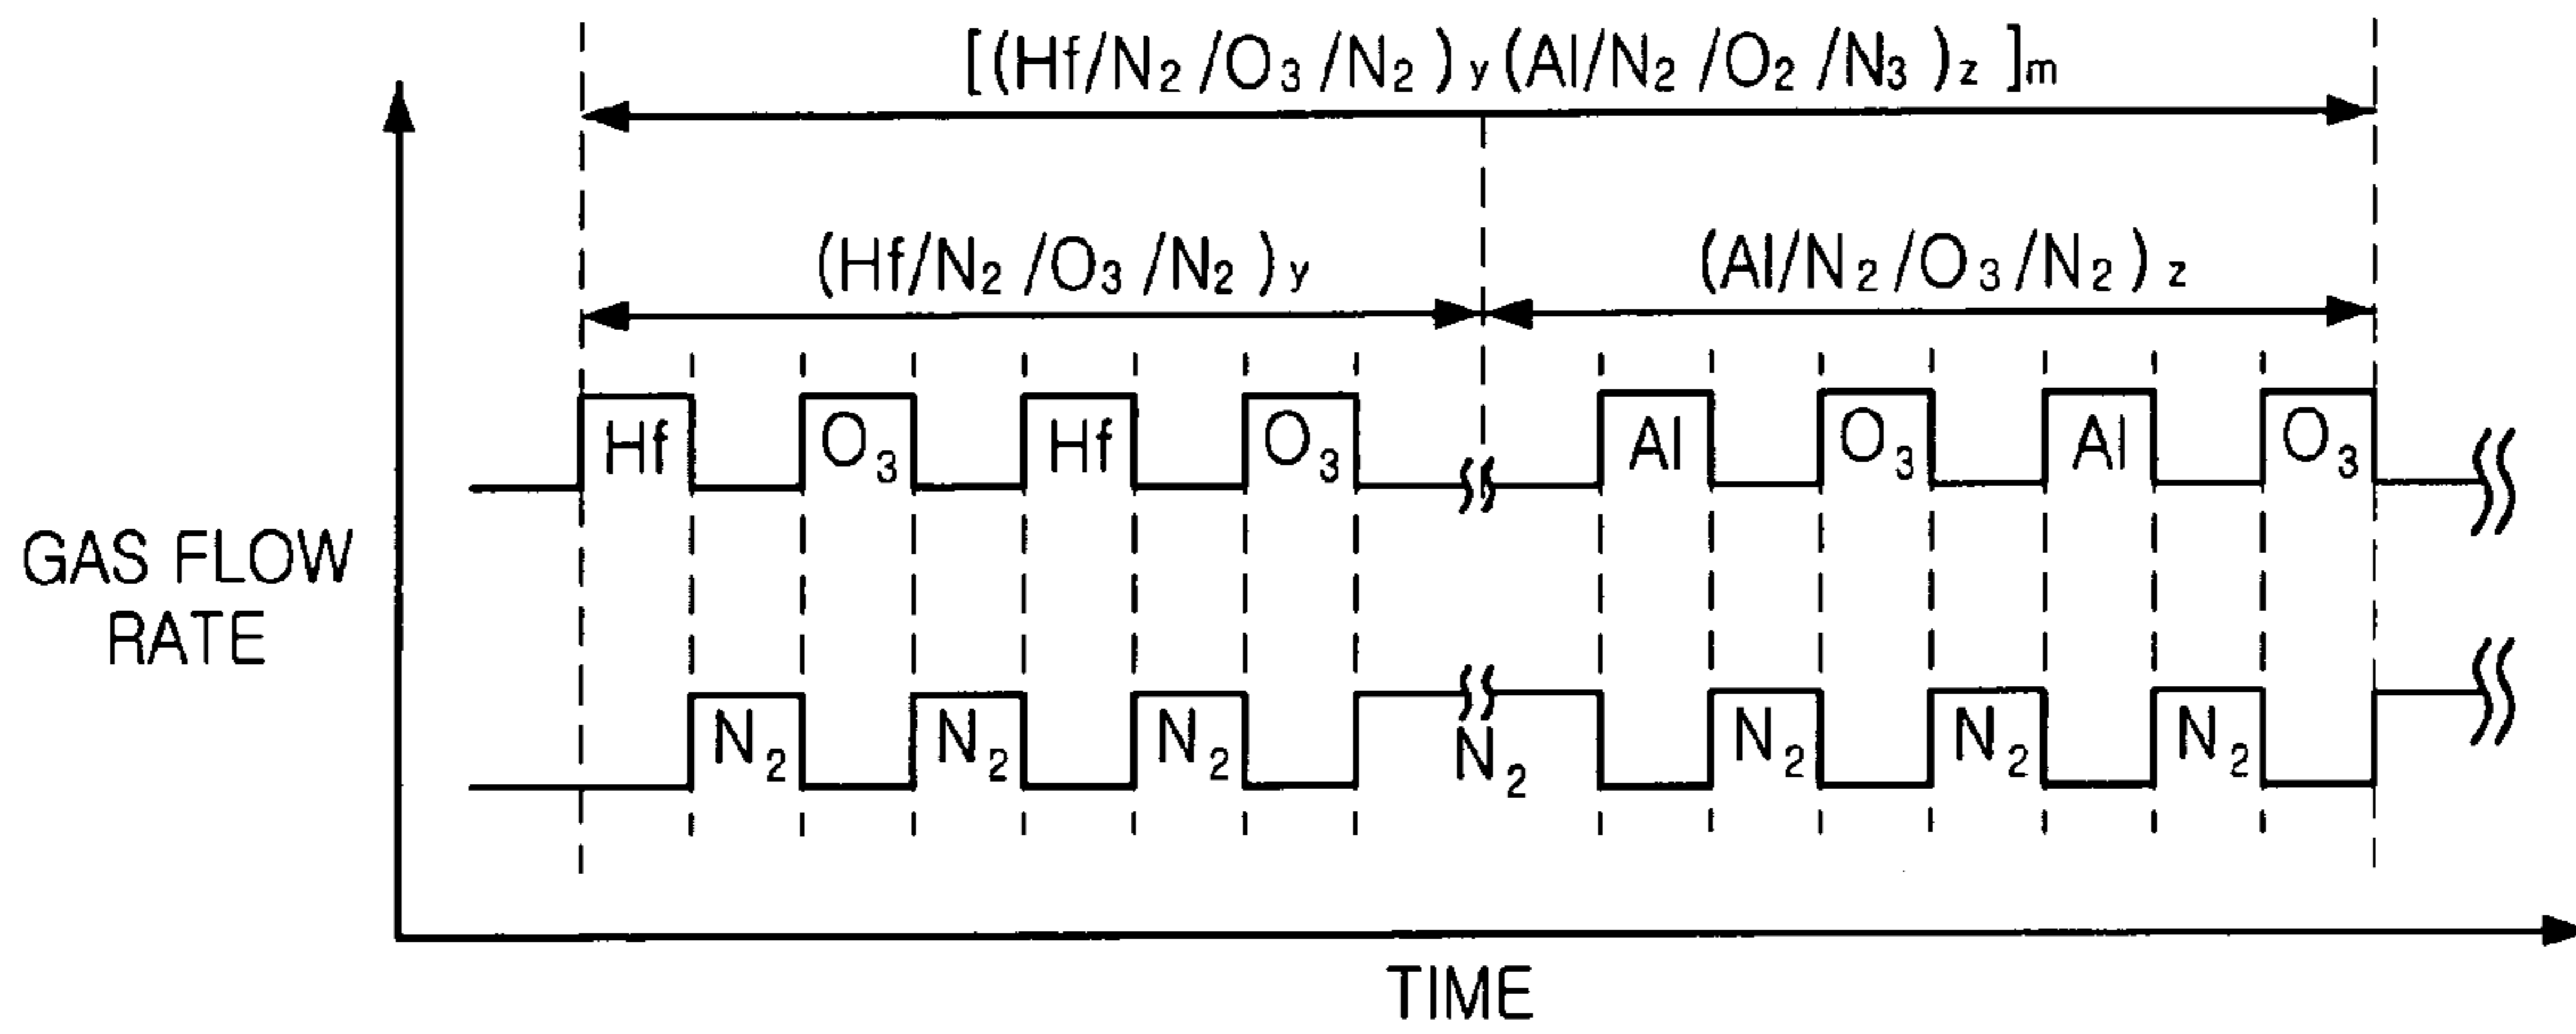 [(Hf/N₂/O₃/N₂)y(Al/N₂/O₂/N₃)z]m
(Hf/N₂/O₃/N₂)y (Al/N₂/O₃/N₂)z
Hf O₃ Hf O₃ Al O₃ Al O₃
GAS FLOW
RATE
N₂ N₂ N₂ N₂ N₂ N₂ N₂
TIME